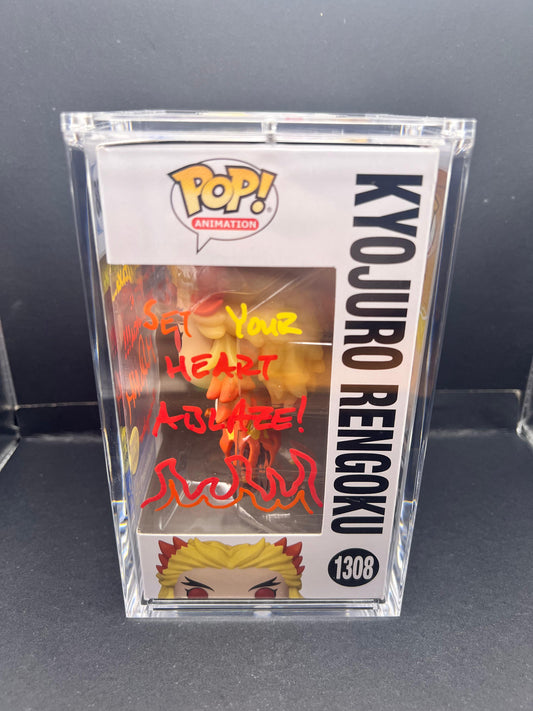 POP!
ANIMATION
KYOJURO RENGOKU
1308
SET YOUR
HEART
ABLAZE!